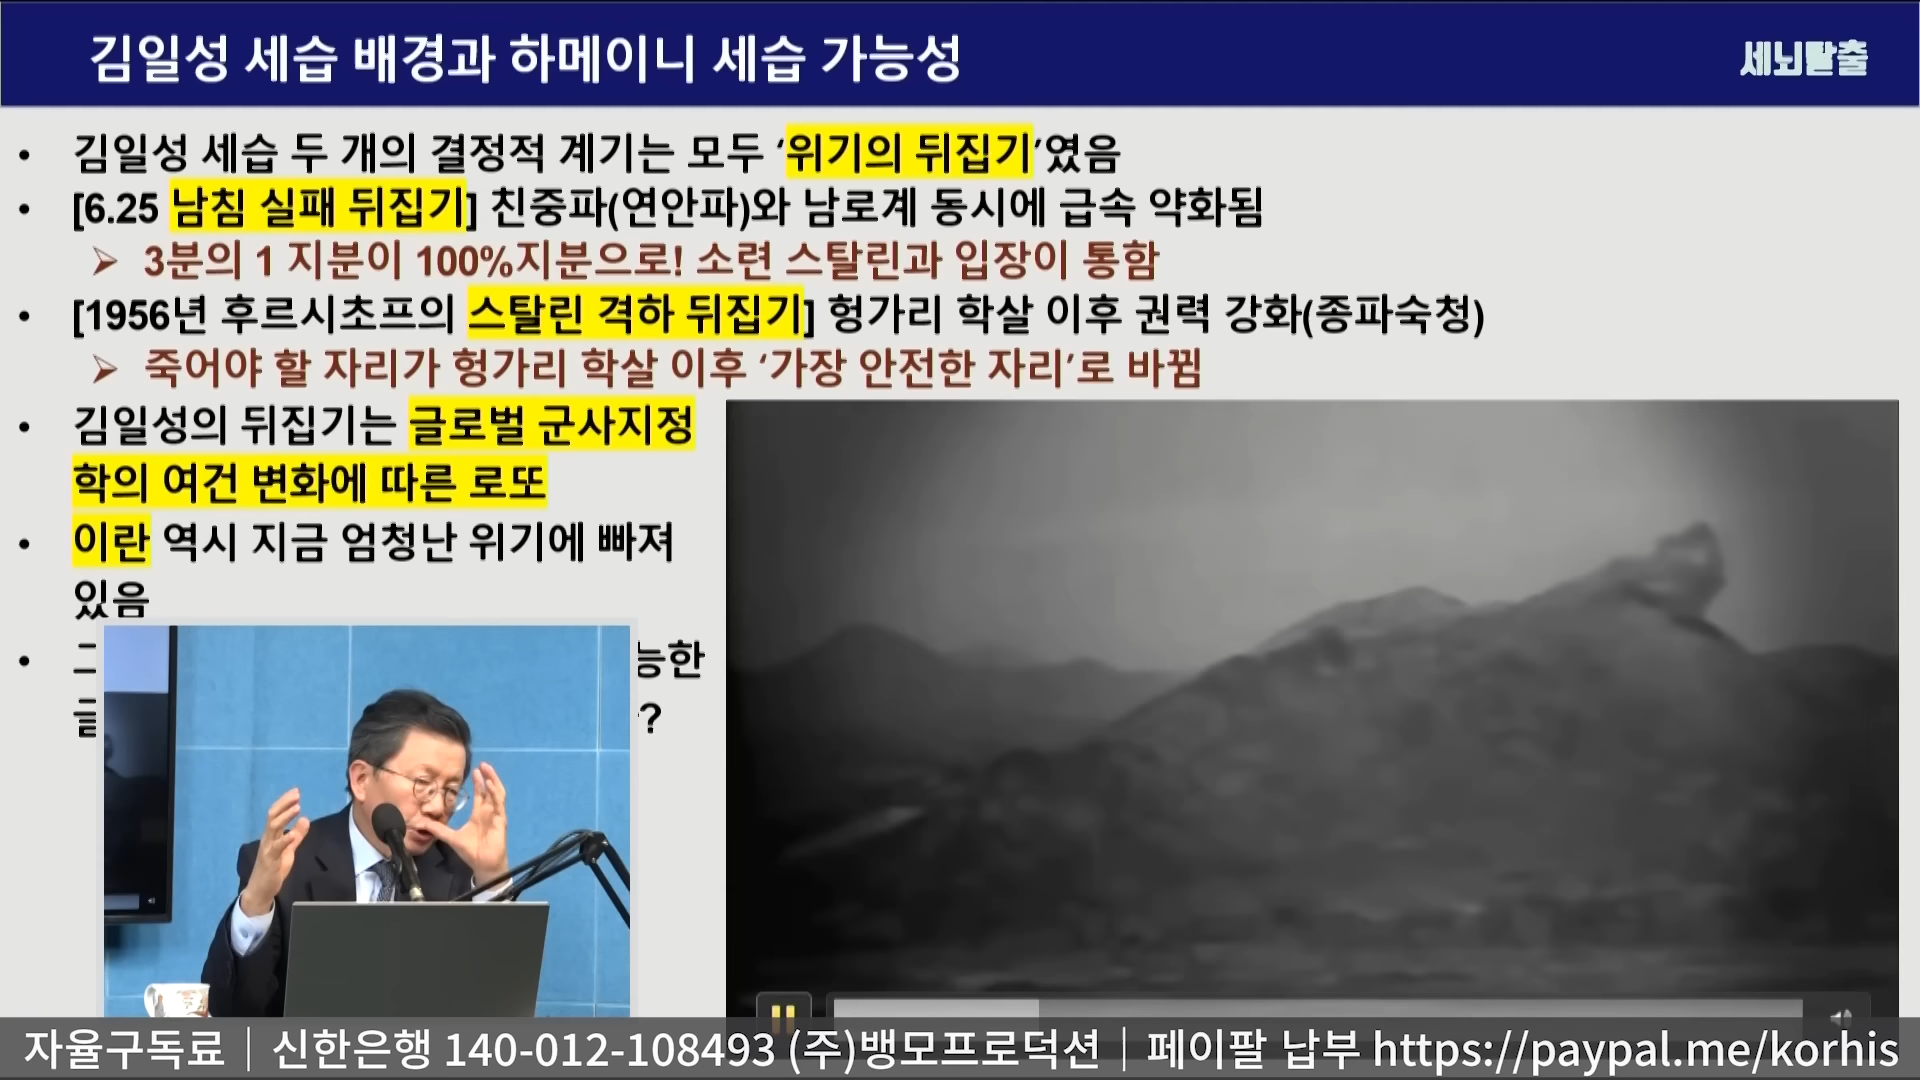 김일성 세습 배경과 하메이니 세습 가능성
세뇌탈출
• 김일성 세습 두 개의 결정적 계기는 모두 ‘위기의 뒤집기’였음
• [6.25 남침 실패 뒤집기] 친중파(연안파)와 남로계 동시에 급속 약화됨
➢ 3분의 1 지분이 100%지분으로! 소련 스탈린과 입장이 통함
• [1956년 후르시초프의 스탈린 격하 뒤집기] 헝가리 학살 이후 권력 강화(종파숙청)
➢ 죽어야 할 자리가 헝가리 학살 이후 ‘가장 안전한 자리’로 바뀜
• 김일성의 뒤집기는 글로벌 군사지정
학의 여건 변화에 따른 로또
• 이란 역시 지금 엄청난 위기에 빠져
있음
• 능한
?
자율구독료｜신한은행 140-012-108493 (주)뱅모프로덕션｜페이팔 납부 https://paypal.me/korhis